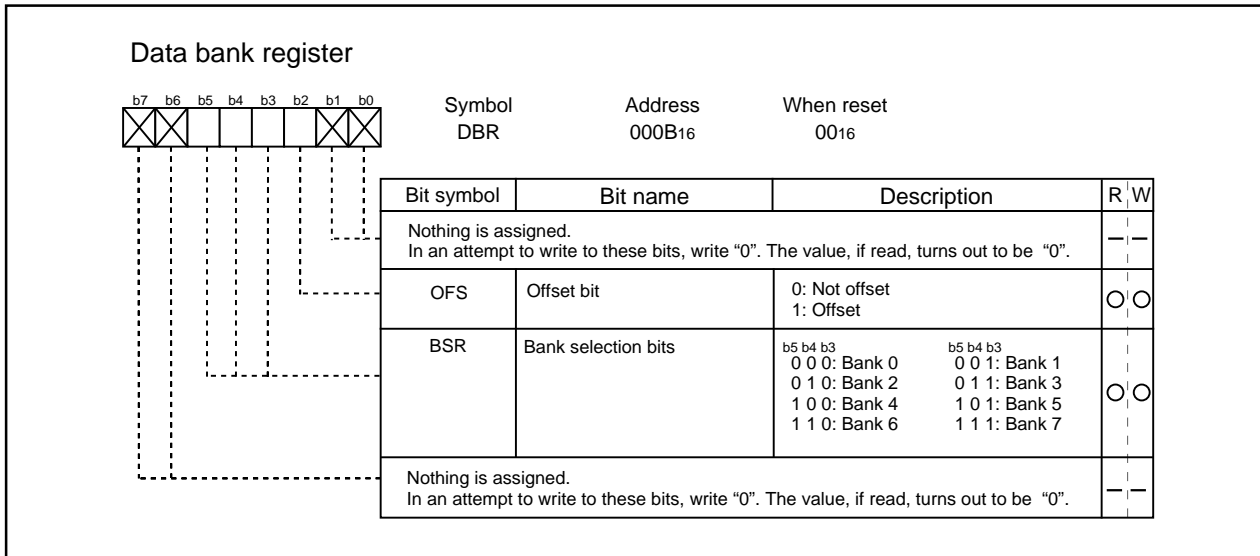 Data bank register
b7 b6 b5 b4 b3 b2 b1 b0
Symbol Address When reset
DBR 000B16 0016
Bit symbol Bit name Description R W
Nothing is assigned.
In an attempt to write to these bits, write “0”. The value, if read, turns out to be “0”.
OFS Offset bit 0: Not offset
1: Offset
BSR Bank selection bits b5 b4 b3 b5 b4 b3
0 0 0: Bank 0 0 0 1: Bank 1
0 1 0: Bank 2 0 1 1: Bank 3
1 0 0: Bank 4 1 0 1: Bank 5
1 1 0: Bank 6 1 1 1: Bank 7
Nothing is assigned.
In an attempt to write to these bits, write “0”. The value, if read, turns out to be “0”.